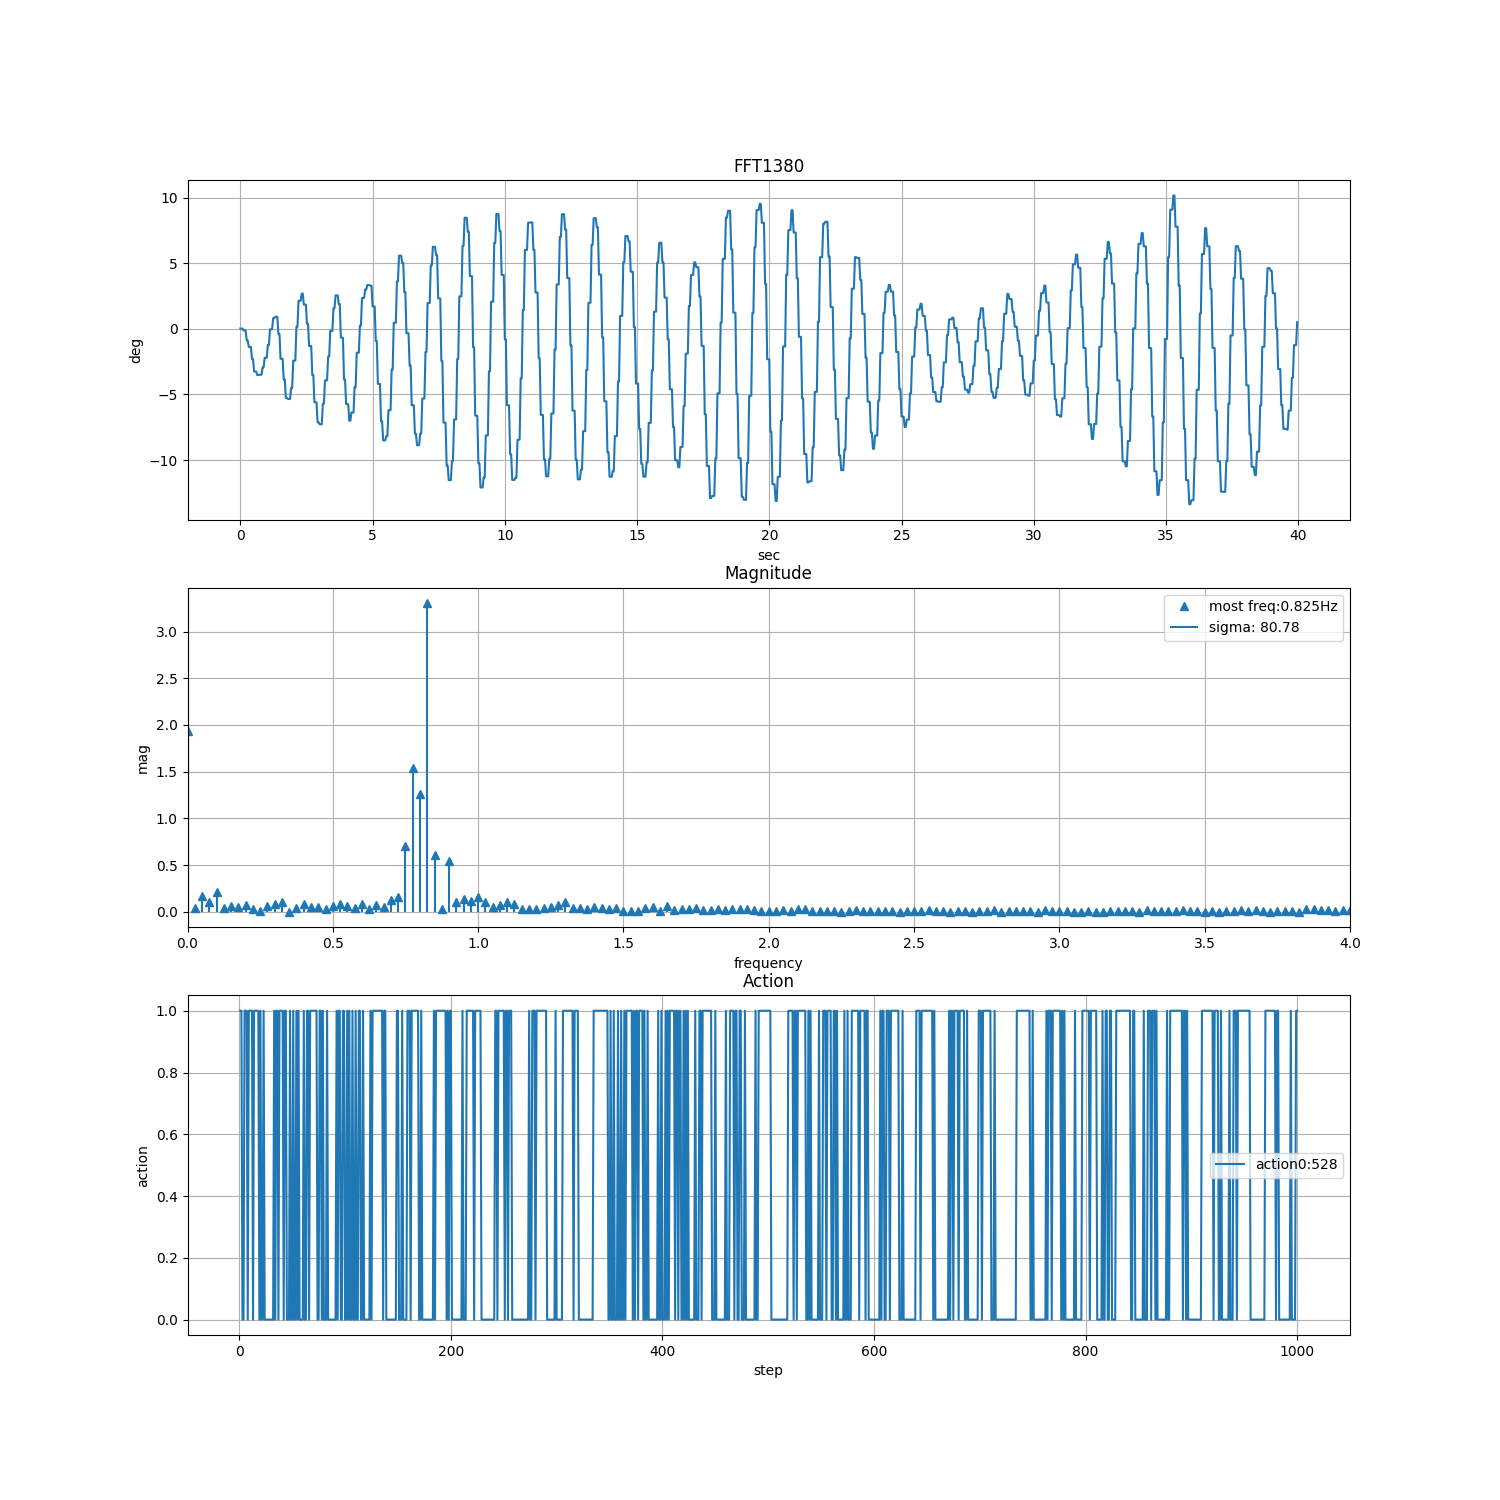 FFT1380
10
5
0
−5
−10
deg
0 5 10 15 20 25 30 35 40
sec
Magnitude
most freq:0.825Hz
sigma: 80.78
3.0
2.5
2.0
1.5
1.0
0.5
0.0
mag
0.0 0.5 1.0 1.5 2.0 2.5 3.0 3.5 4.0
frequency
Action
1.0
0.8
0.6
0.4
0.2
0.0
action
action0:528
0 200 400 600 800 1000
step